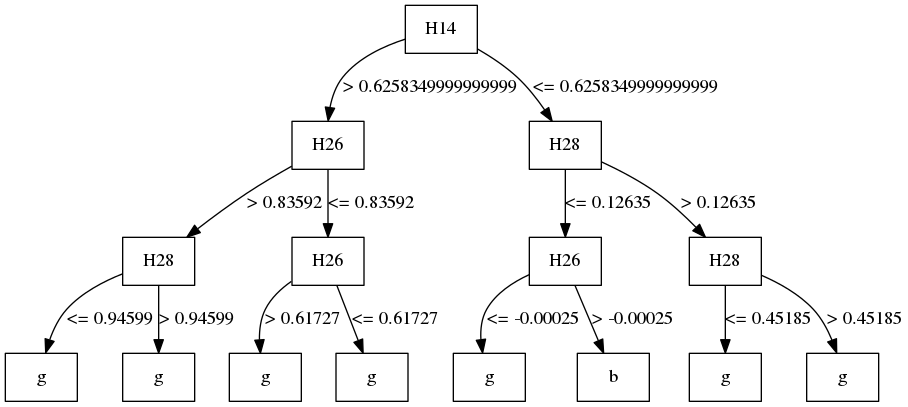 H14
> 0.6258349999999999 <= 0.6258349999999999
H26 H28
> 0.83592 <= 0.83592 <= 0.12635 > 0.12635
H28 H26 H26 H28
<= 0.94599 > 0.94599 > 0.61727 <= 0.61727 <= -0.00025 > -0.00025 <= 0.45185 > 0.45185
g g g g g b g g